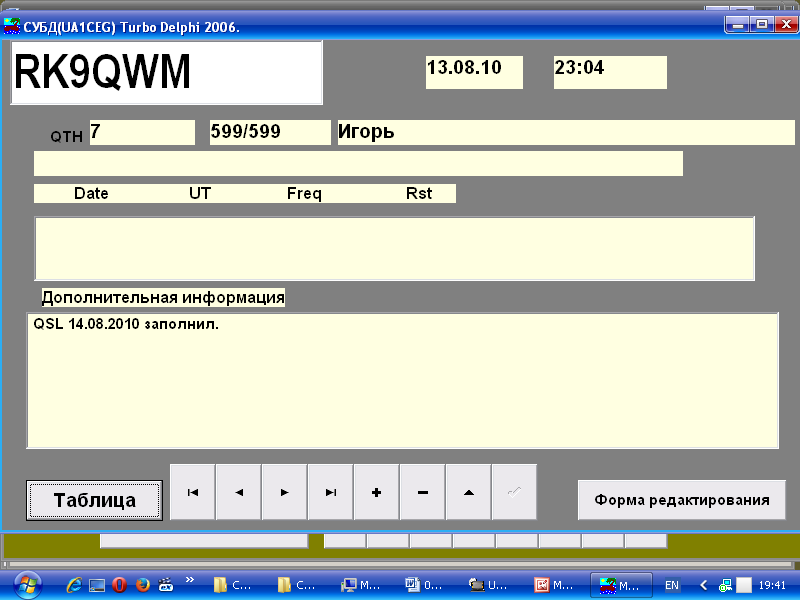 СУБД(UA1CEG) Turbo Delphi 2006.
RK9QWM
13.08.10 23:04
QTH 7 599/599 Игорь
Date UT Freq Rst
Дополнительная информация
QSL 14.08.2010 заполнил.
Таблица
Форма редактирования
С... С... М... О... U... М... М... EN 19:41